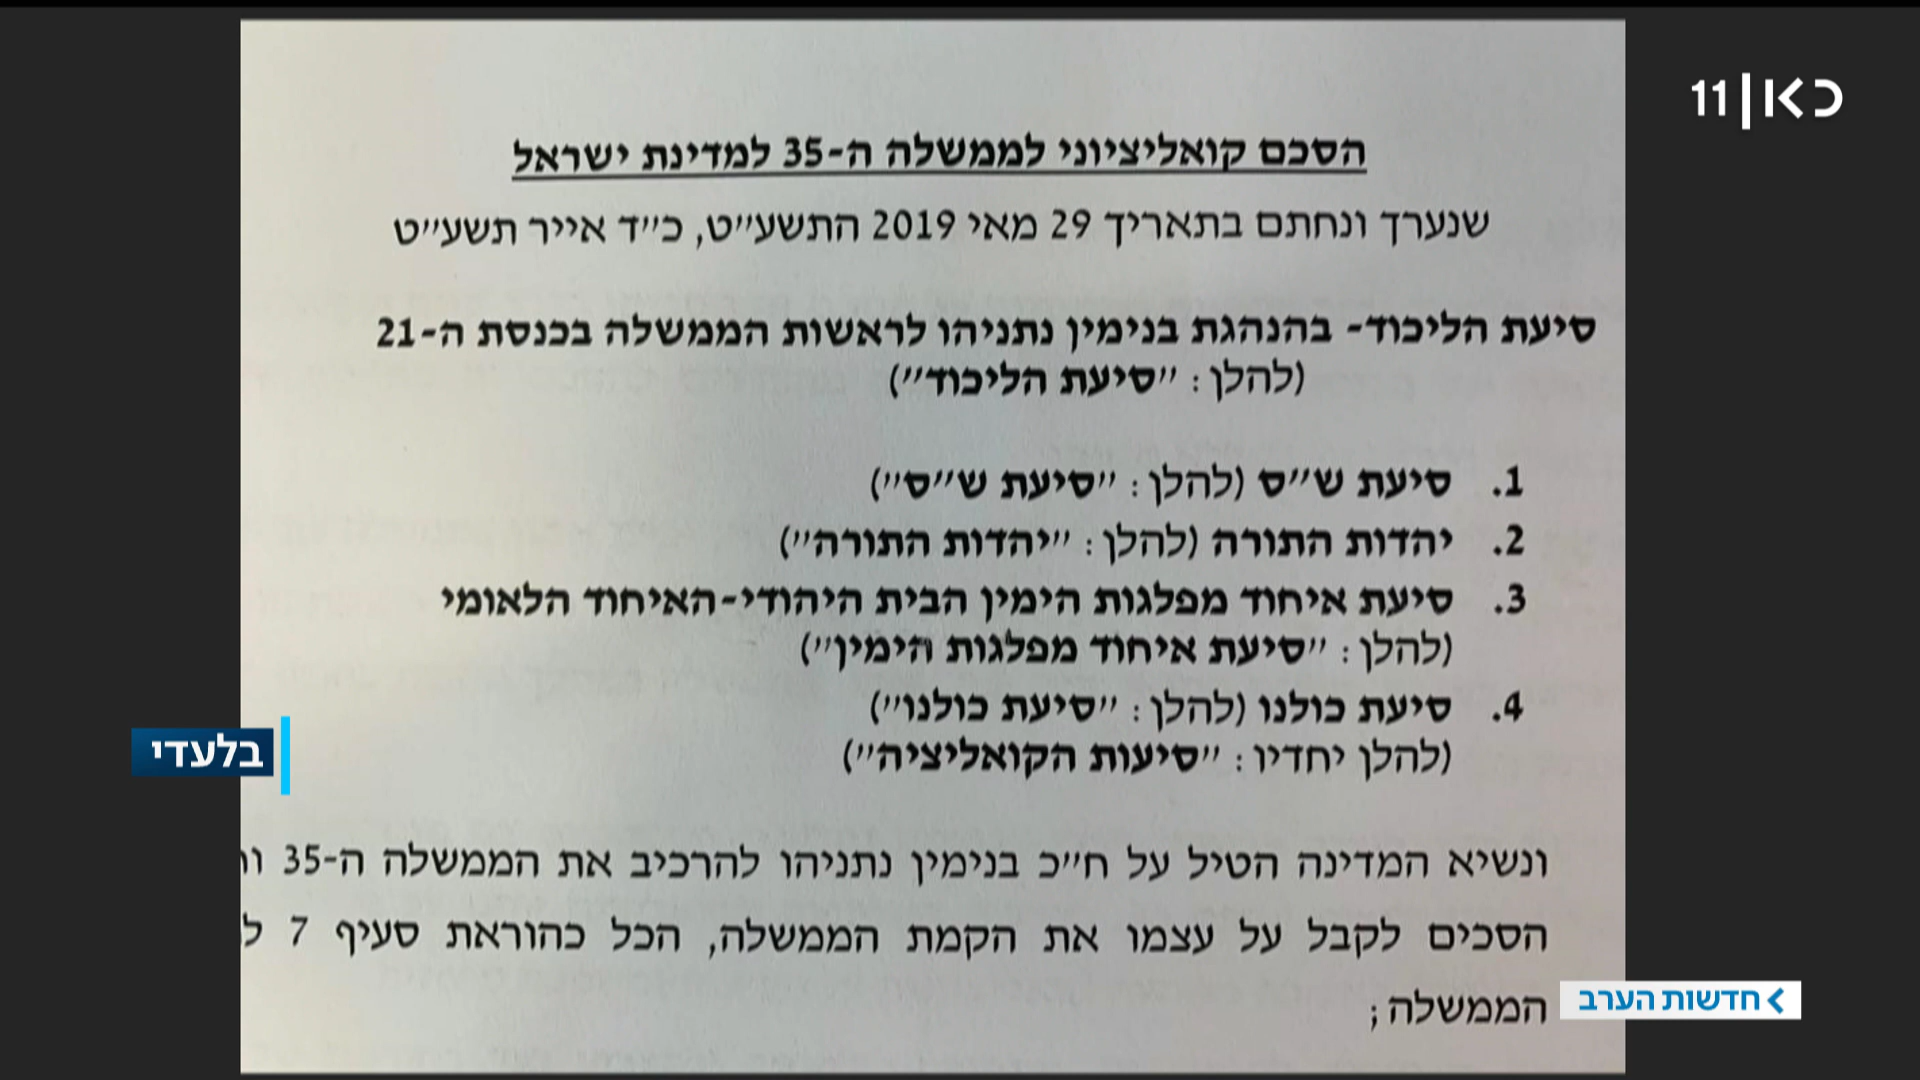 כאן 11
הסכם קואליציוני לממשלה ה-35 למדינת ישראל
שנערך ונחתם בתאריך 29 מאי 2019 התשע״ט, כ״ד אייר תשע״ט
סיעת הליכוד- בהנהגת בנימין נתניהו לראשות הממשלה בכנסת ה-21
(להלן: ״סיעת הליכוד״)
1. סיעת ש״ס (להלן: ״סיעת ש״ס״)
2. יהדות התורה (להלן: ״יהדות התורה״)
3. סיעת איחוד מפלגות הימין הבית היהודי-האיחוד הלאומי
(להלן: ״סיעת איחוד מפלגות הימין״)
4. סיעת כולנו (להלן: ״סיעת כולנו״)
(להלן יחדיו: ״סיעות הקואליציה״)
בלעדי
ונשיא המדינה הטיל על ח״כ בנימין נתניהו להרכיב את הממשלה ה-35
הסכים לקבל על עצמו את הקמת הממשלה, הכל כהוראת סעיף 7
הממשלה;
חדשות הערב